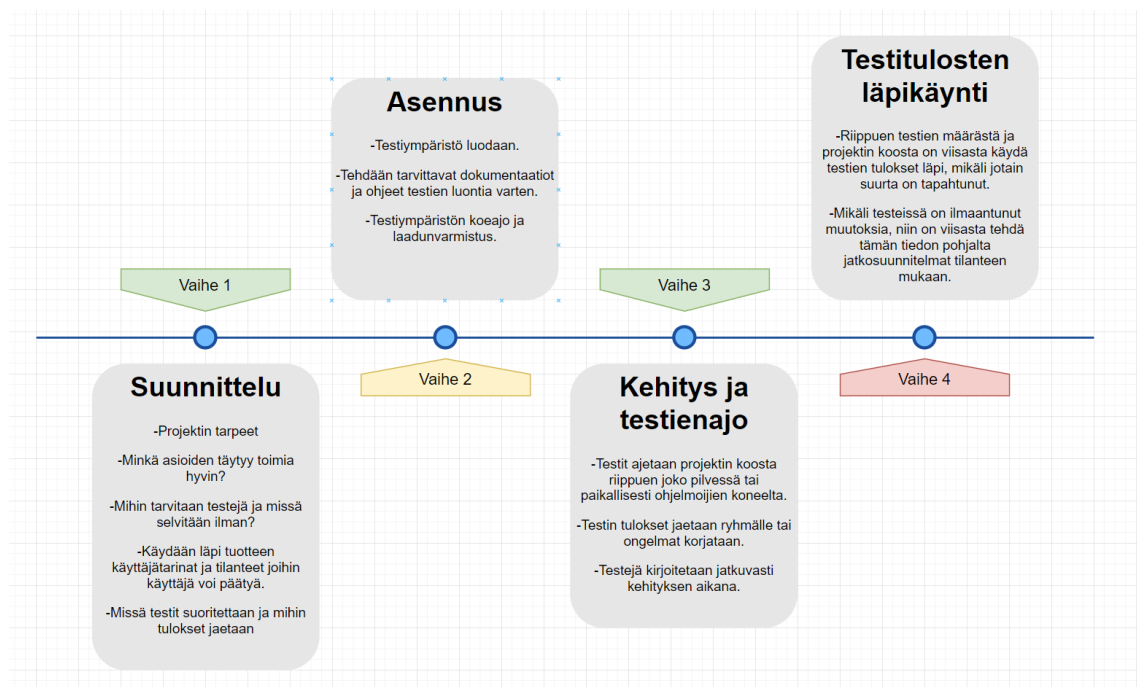 Vaihe 1
Suunnittelu
-Projektin tarpeet
-Minkä asioiden täytyy toimia
hyvin?
-Mihin tarvitaan testejä ja missä
selvitään ilman?
-Käydään läpi tuotteen
käyttäjätarinat ja tilanteet joihin
käyttäjä voi päätyä.
-Missä testit suoritettaan ja mihin
tulokset jaetaan
Asennus
-Testiympäristö luodaan.
-Tehdään tarvittavat dokumentaatiot
ja ohjeet testien luontia varten.
-Testiympäristön koeajo ja
laadunvarmistus.
Vaihe 2
Vaihe 3
Kehitys ja
testienajo
-Testit ajetaan projektin koosta
riippuen joko pilvessä tai
paikallisesti ohjelmoijien koneelta.
-Testin tulokset jaetaan ryhmälle tai
ongelmat korjataan.
-Testejä kirjoitetaan jatkuvasti
kehityksen aikana.
Testitulosten
läpikäynti
-Riippuen testien määrästä ja
projektin koosta on viisasta käydä
testien tulokset läpi, mikäli jotain
suurta on tapahtunut.
-Mikäli testeissä on ilmaantunut
muutoksia, niin on viisasta tehdä
tämän tiedon pohjalta
jatkosuunnitelmat tilanteen
mukaan.
Vaihe 4